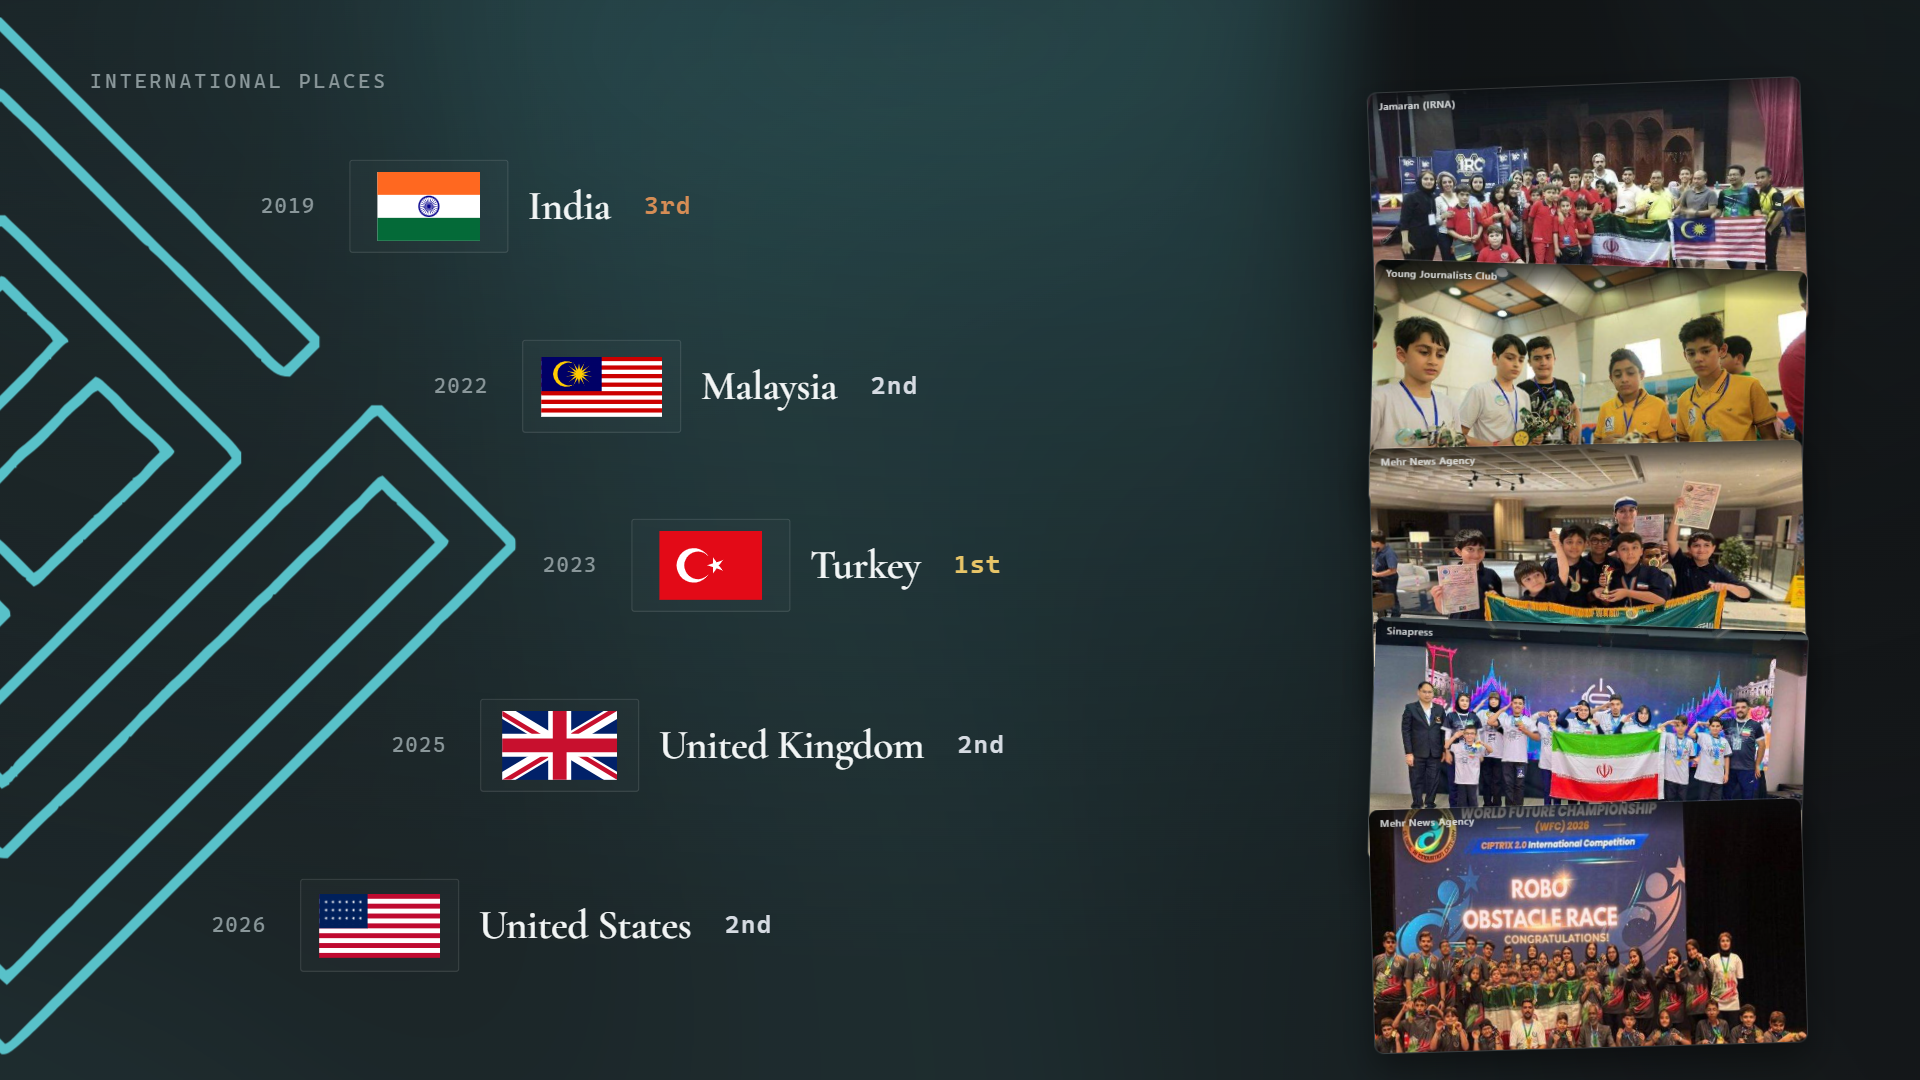 INTERNATIONAL PLACES
2019 India 3rd
2022 Malaysia 2nd
2023 Turkey 1st
2025 United Kingdom 2nd
2026 United States 2nd
Jamaran (IRNA)
IRC
Young Journalists Club
Mehr News Agency
Sinapress
Mehr News Agency
WORLD FUTURE CHAMPIONSHIP
(WFC) 2026
CIPTR1X 2.0 International Competition
ROBO
OBSTACLE RACE
CONGRATULATIONS!